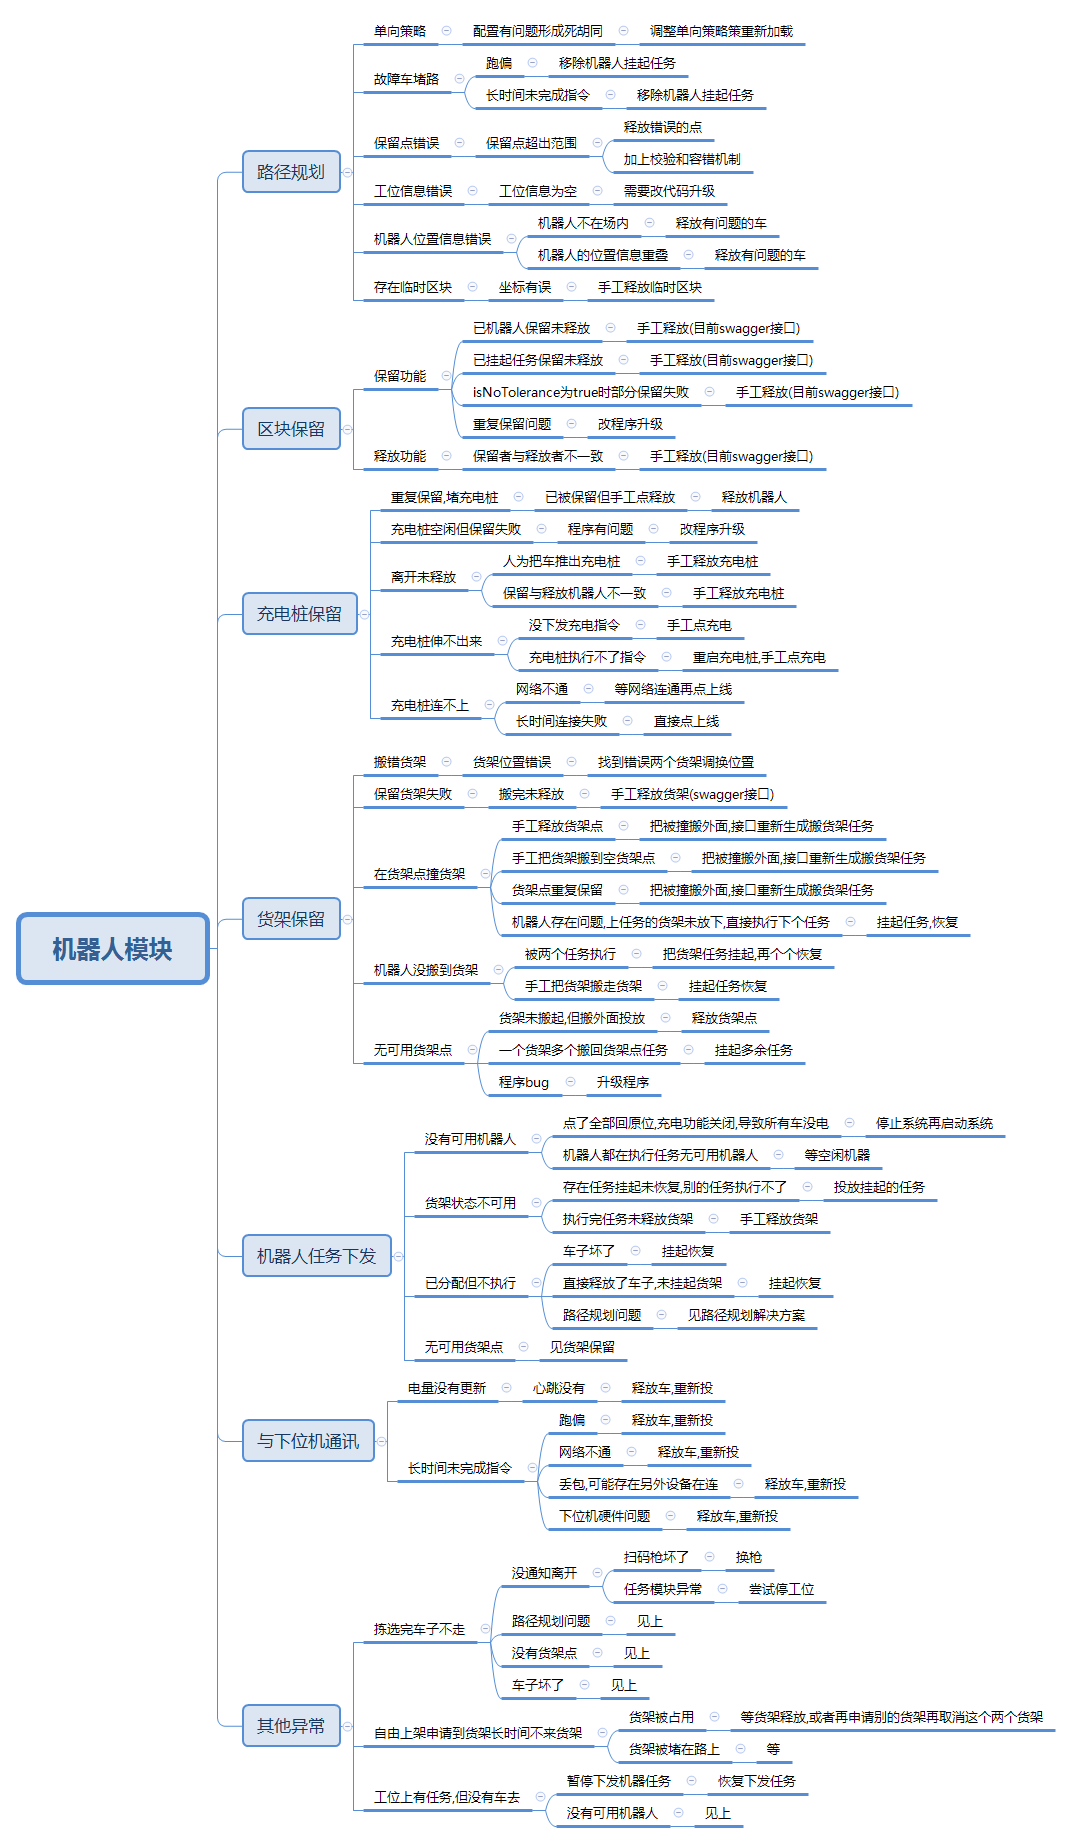 机器人模块
路径规划
单向策略
配置有问题形成死胡同
调整单向策略策重新加载
故障车堵路
跑偏
移除机器人挂起任务
长时间未完成指令
移除机器人挂起任务
保留点错误
保留点超出范围
释放错误的点
加上校验和容错机制
工位信息错误
工位信息为空
需要改代码升级
机器人位置信息错误
机器人不在场内
释放有问题的车
机器人的位置信息重叠
释放有问题的车
存在临时区块
坐标有误
手工释放临时区块
区块保留
保留功能
已机器人保留未释放
手工释放(目前swagger接口)
已挂起任务保留未释放
手工释放(目前swagger接口)
isNoTolerance为true时部分保留失败
手工释放(目前swagger接口)
重复保留问题
改程序升级
释放功能
保留者与释放者不一致
手工释放(目前swagger接口)
充电桩保留
重复保留,堵充电桩
已被保留但手工点释放
释放机器人
充电桩空闲但保留失败
程序有问题
改程序升级
离开未释放
人为把车推出充电桩
手工释放充电桩
保留与释放机器人不一致
手工释放充电桩
充电桩伸不出来
没下发充电指令
手工点充电
充电桩执行不了指令
重启充电桩,手工点充电
充电桩连不上
网络不通
等网络连通再点上线
长时间连接失败
直接点上线
货架保留
搬错货架
货架位置错误
找到错误两个货架调换位置
保留货架失败
搬完未释放
手工释放货架(swagger接口)
在货架点撞货架
手工释放货架点
把被撞搬外面,接口重新生成搬货架任务
手工把货架搬到空货架点
把被撞搬外面,接口重新生成搬货架任务
货架点重复保留
把被撞搬外面,接口重新生成搬货架任务
机器人存在问题,上任务的货架未放下,直接执行下个任务
挂起任务,恢复
机器人没搬到货架
被两个任务执行
把货架任务挂起,再个个恢复
手工把货架搬走货架
挂起任务恢复
无可用货架点
货架未搬起,但搬外面投放
释放货架点
一个货架多个搬回货架点任务
挂起多余任务
程序bug
升级程序
机器人任务下发
没有可用机器人
点了全部回原位,充电功能关闭,导致所有车没电
停止系统再启动系统
机器人都在执行任务无可用机器人
等空闲机器
货架状态不可用
存在任务挂起未恢复,别的任务执行不了
投放挂起的任务
执行完任务未释放货架
手工释放货架
已分配但不执行
车子坏了
挂起恢复
直接释放了车子,未挂起货架
挂起恢复
路径规划问题
见路径规划解决方案
无可用货架点
见货架保留
与下位机通讯
电量没有更新
心跳没有
释放车,重新投
长时间未完成指令
跑偏
释放车,重新投
网络不通
释放车,重新投
丢包,可能存在另外设备在连
释放车,重新投
下位机硬件问题
释放车,重新投
其他异常
拣选完车子不走
没通知离开
扫码枪坏了
换枪
任务模块异常
尝试停工位
路径规划问题
见上
没有货架点
见上
车子坏了
见上
自由上架申请到货架长时间不来货架
货架被占用
等货架释放,或者再申请别的货架再取消这个两个货架
货架被堵在路上
等
工位上有任务,但没有车去
暂停下发机器任务
恢复下发任务
没有可用机器人
见上